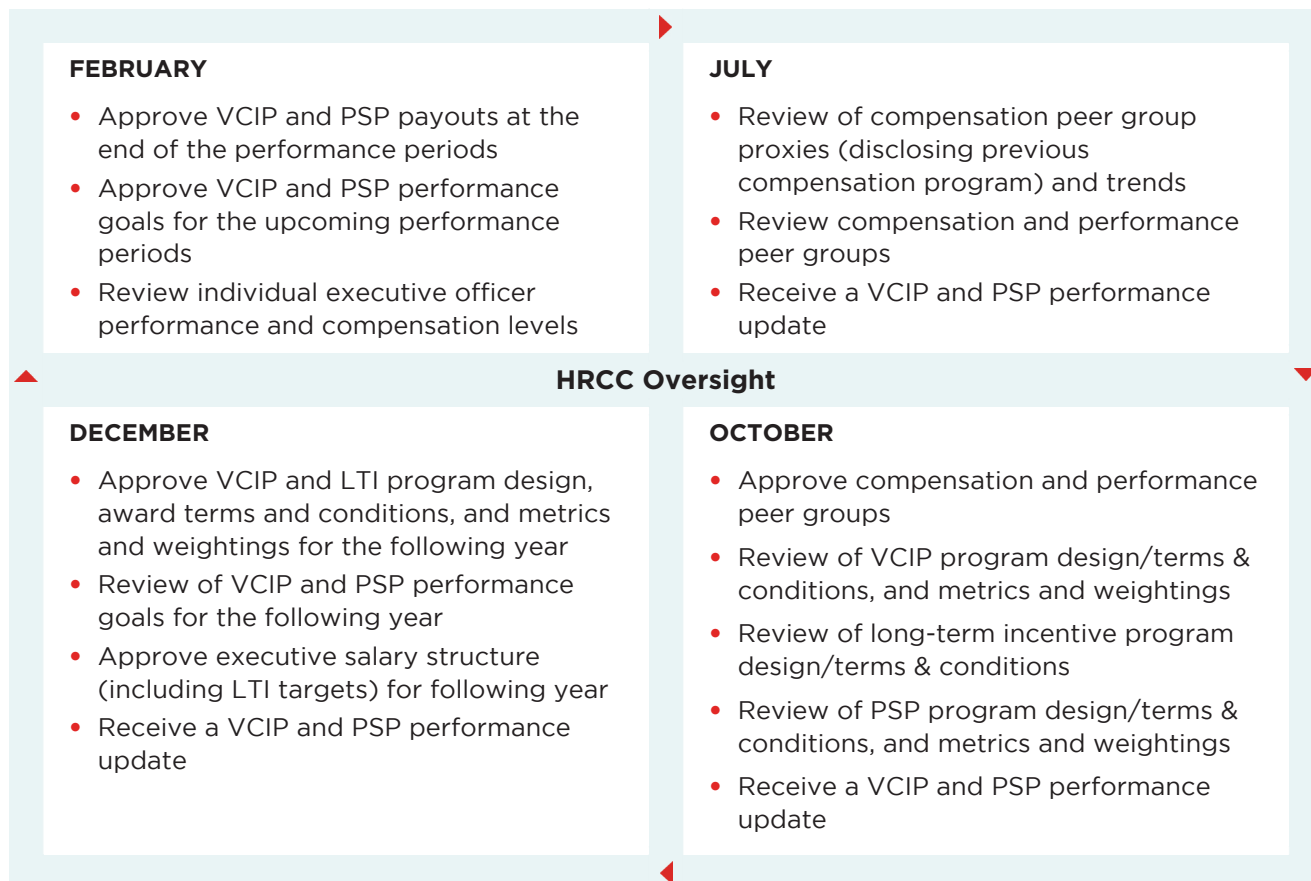 FEBRUARY
• Approve VCIP and PSP payouts at the
end of the performance periods
• Approve VCIP and PSP performance
goals for the upcoming performance
periods
• Review individual executive officer
performance and compensation levels
JULY
• Review of compensation peer group
proxies (disclosing previous
compensation program) and trends
• Review compensation and performance
peer groups
• Receive a VCIP and PSP performance
update
HRCC Oversight
DECEMBER
• Approve VCIP and LTI program design,
award terms and conditions, and metrics
and weightings for the following year
• Review of VCIP and PSP performance
goals for the following year
• Approve executive salary structure
(including LTI targets) for following year
• Receive a VCIP and PSP performance
update
OCTOBER
• Approve compensation and performance
peer groups
• Review of VCIP program design/terms &
conditions, and metrics and weightings
• Review of long-term incentive program
design/terms & conditions
• Review of PSP program design/terms &
conditions, and metrics and weightings
• Receive a VCIP and PSP performance
update